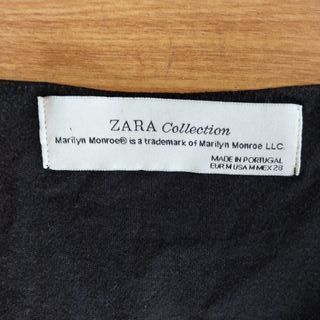 ZARA Collection
Marilyn Monroe® is a trademark of Marilyn Monroe LLC.
MADE IN PORTUGAL
EUR M USA M MEX 28